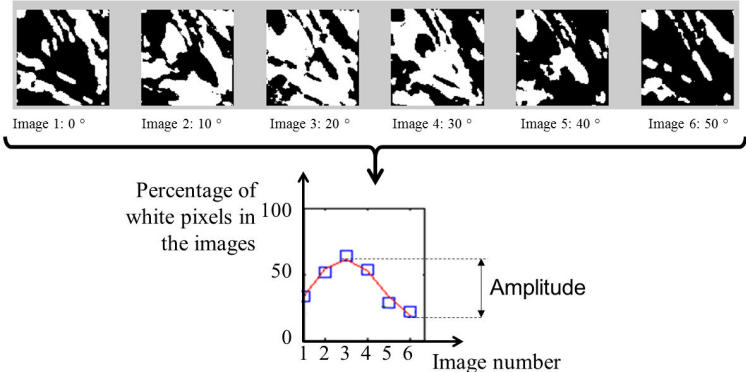 Image 1: 0 °
Image 2: 10 °
Image 3: 20 °
Image 4: 30 °
Image 5: 40 °
Image 6: 50 °
Percentage of
white pixels in
the images
100
50
0
Amplitude
1 2 3 4 5 6
Image number